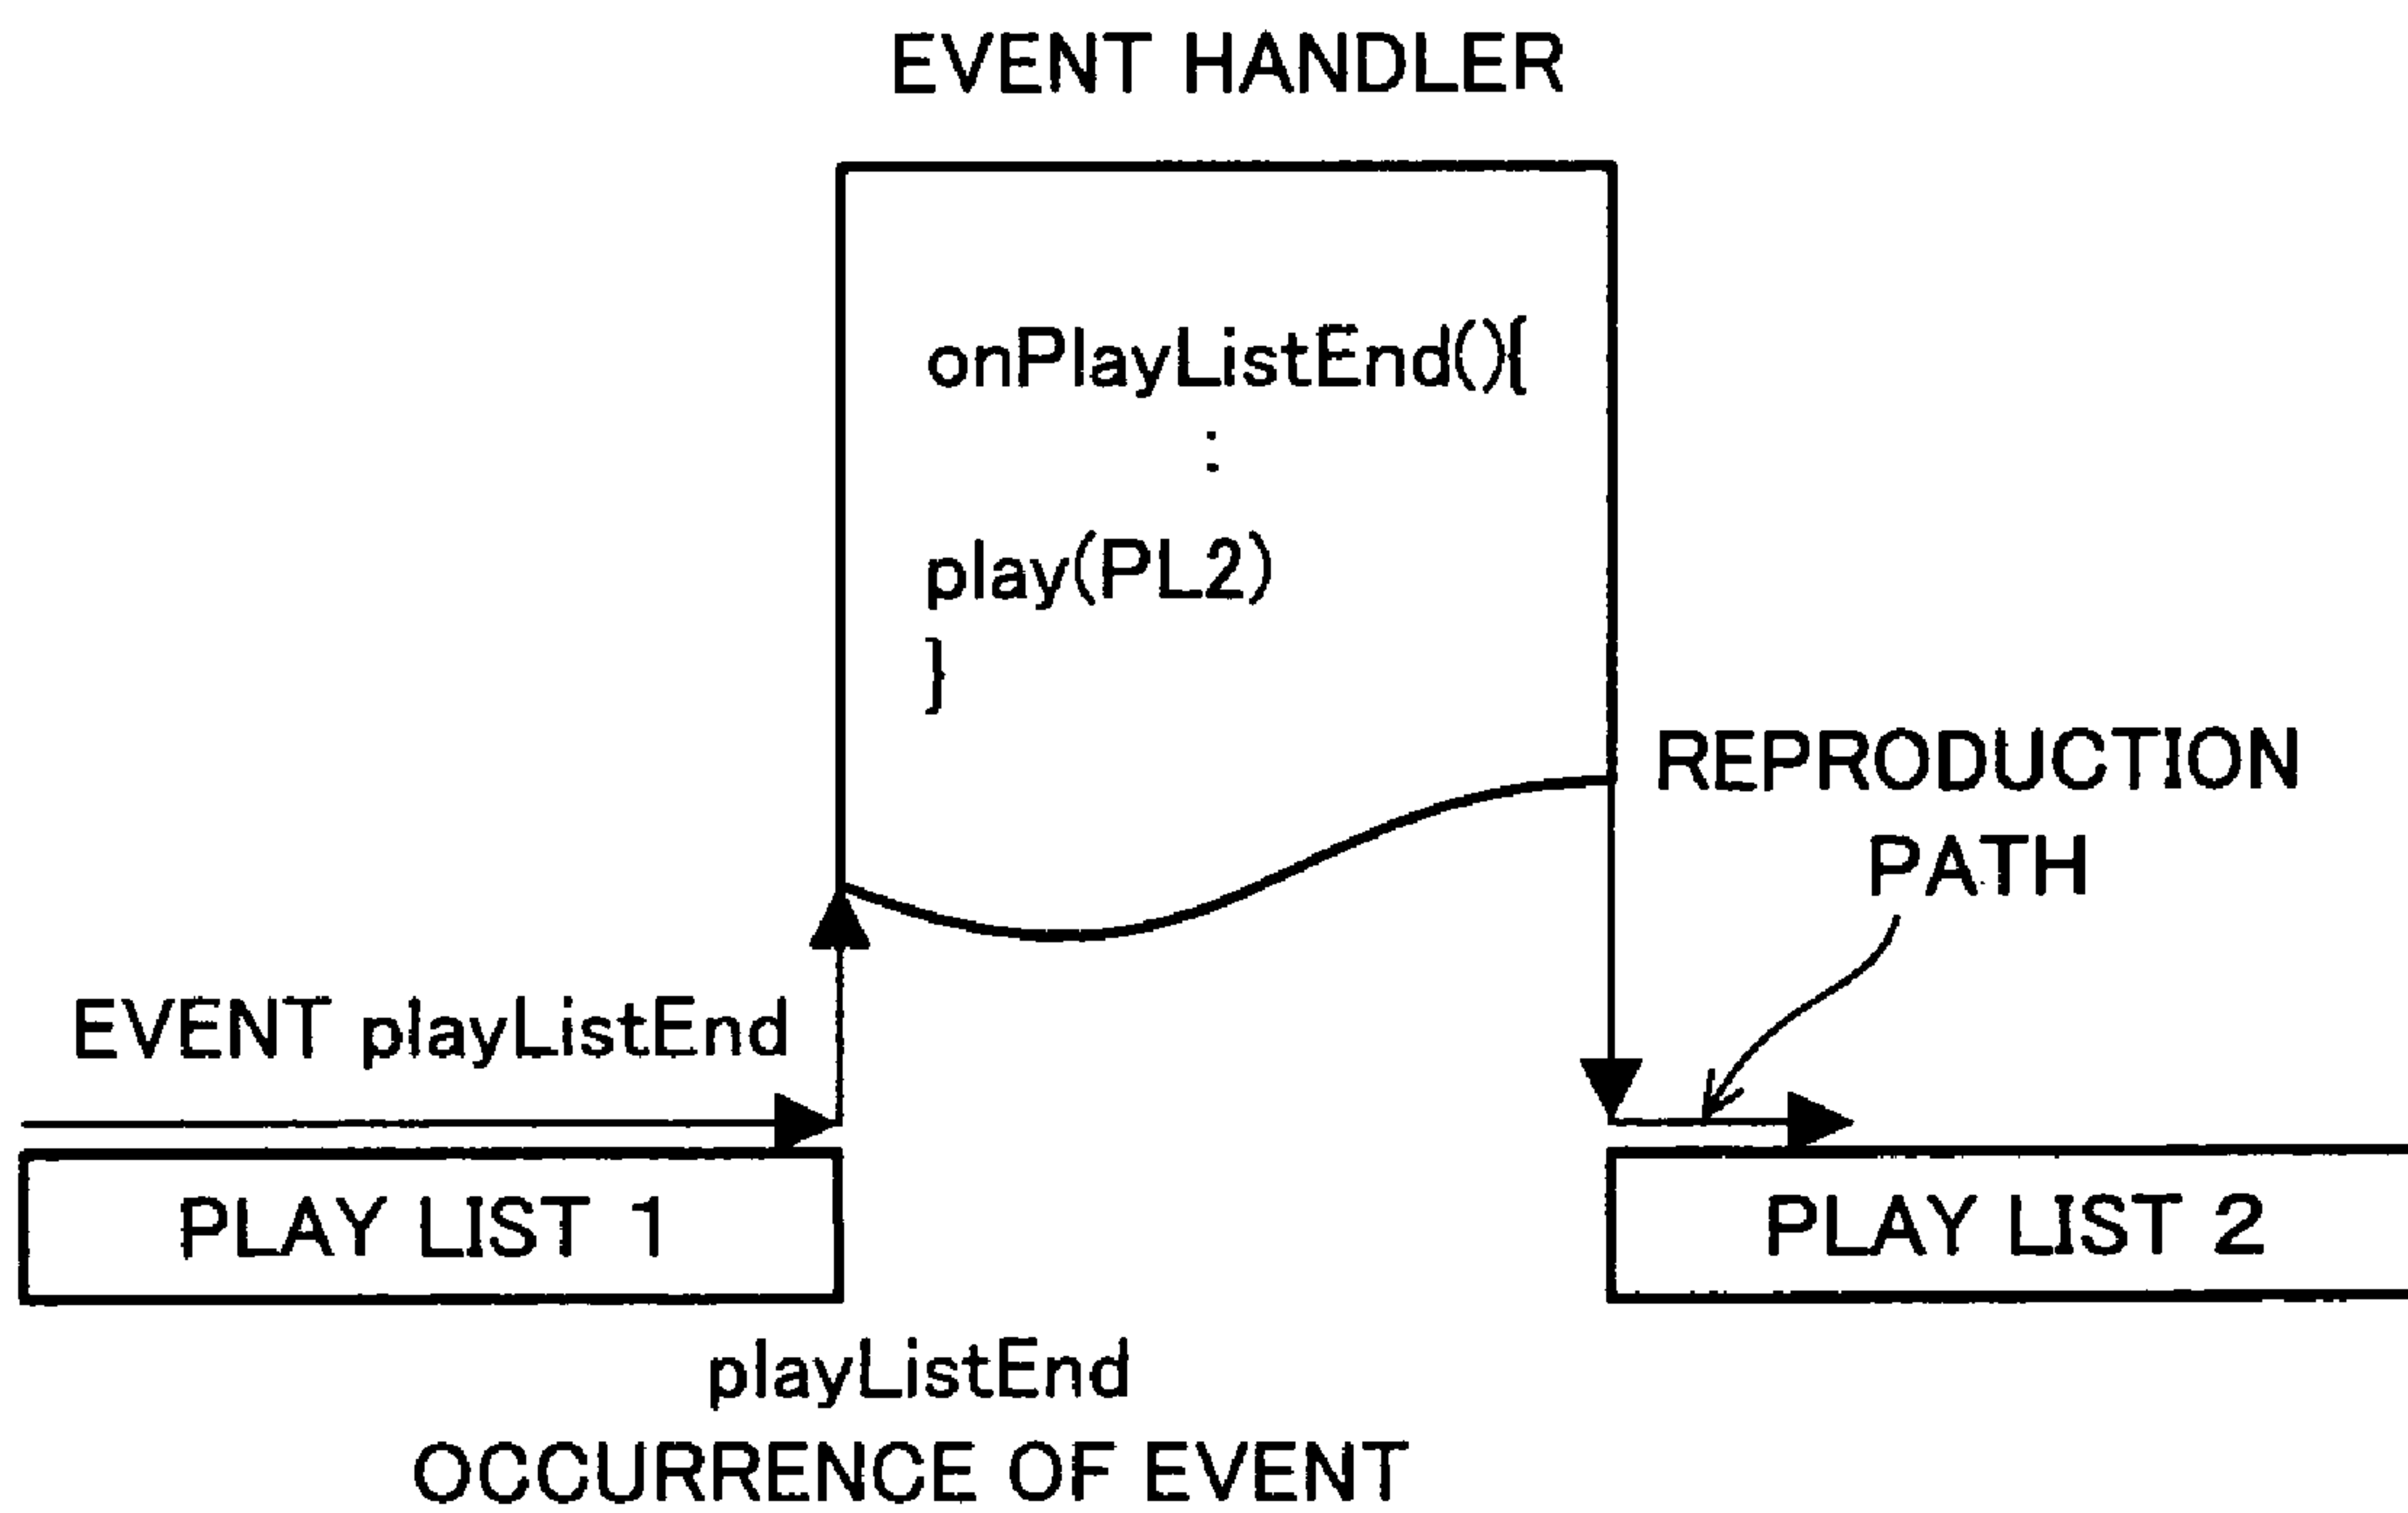 EVENT HANDLER
onPlayListEnd(){
:
play(PL2)
}
REPRODUCTION
PATH
EVENT playListEnd
PLAY LIST 1
PLAY LIST 2
playListEnd
OCCURRENCE OF EVENT